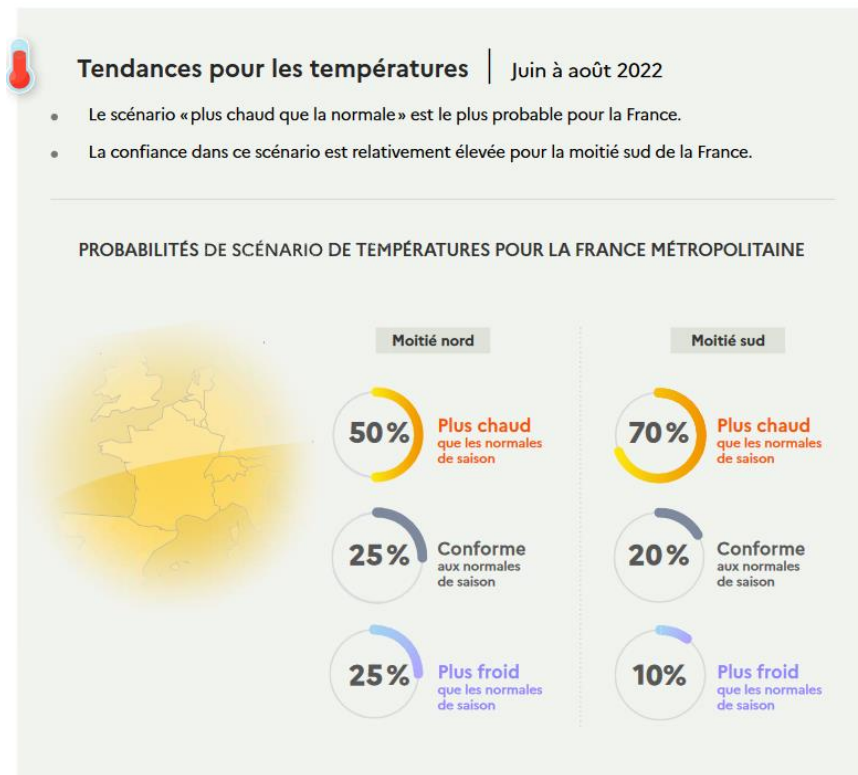 Tendances pour les températures | Juin à août 2022
Le scénario «plus chaud que la normale» est le plus probable pour la France.
La confiance dans ce scénario est relativement élevée pour la moitié sud de la France.
PROBABILITÉS DE SCÉNARIO DE TEMPÉRATURES POUR LA FRANCE MÉTROPOLITAINE
Moitié nord
50%
Plus chaud
que les normales
de saison
25%
Conforme
aux normales
de saison
25%
Plus froid
que les normales
de saison
Moitié sud
70%
Plus chaud
que les normales
de saison
20%
Conforme
aux normales
de saison
10%
Plus froid
que les normales
de saison